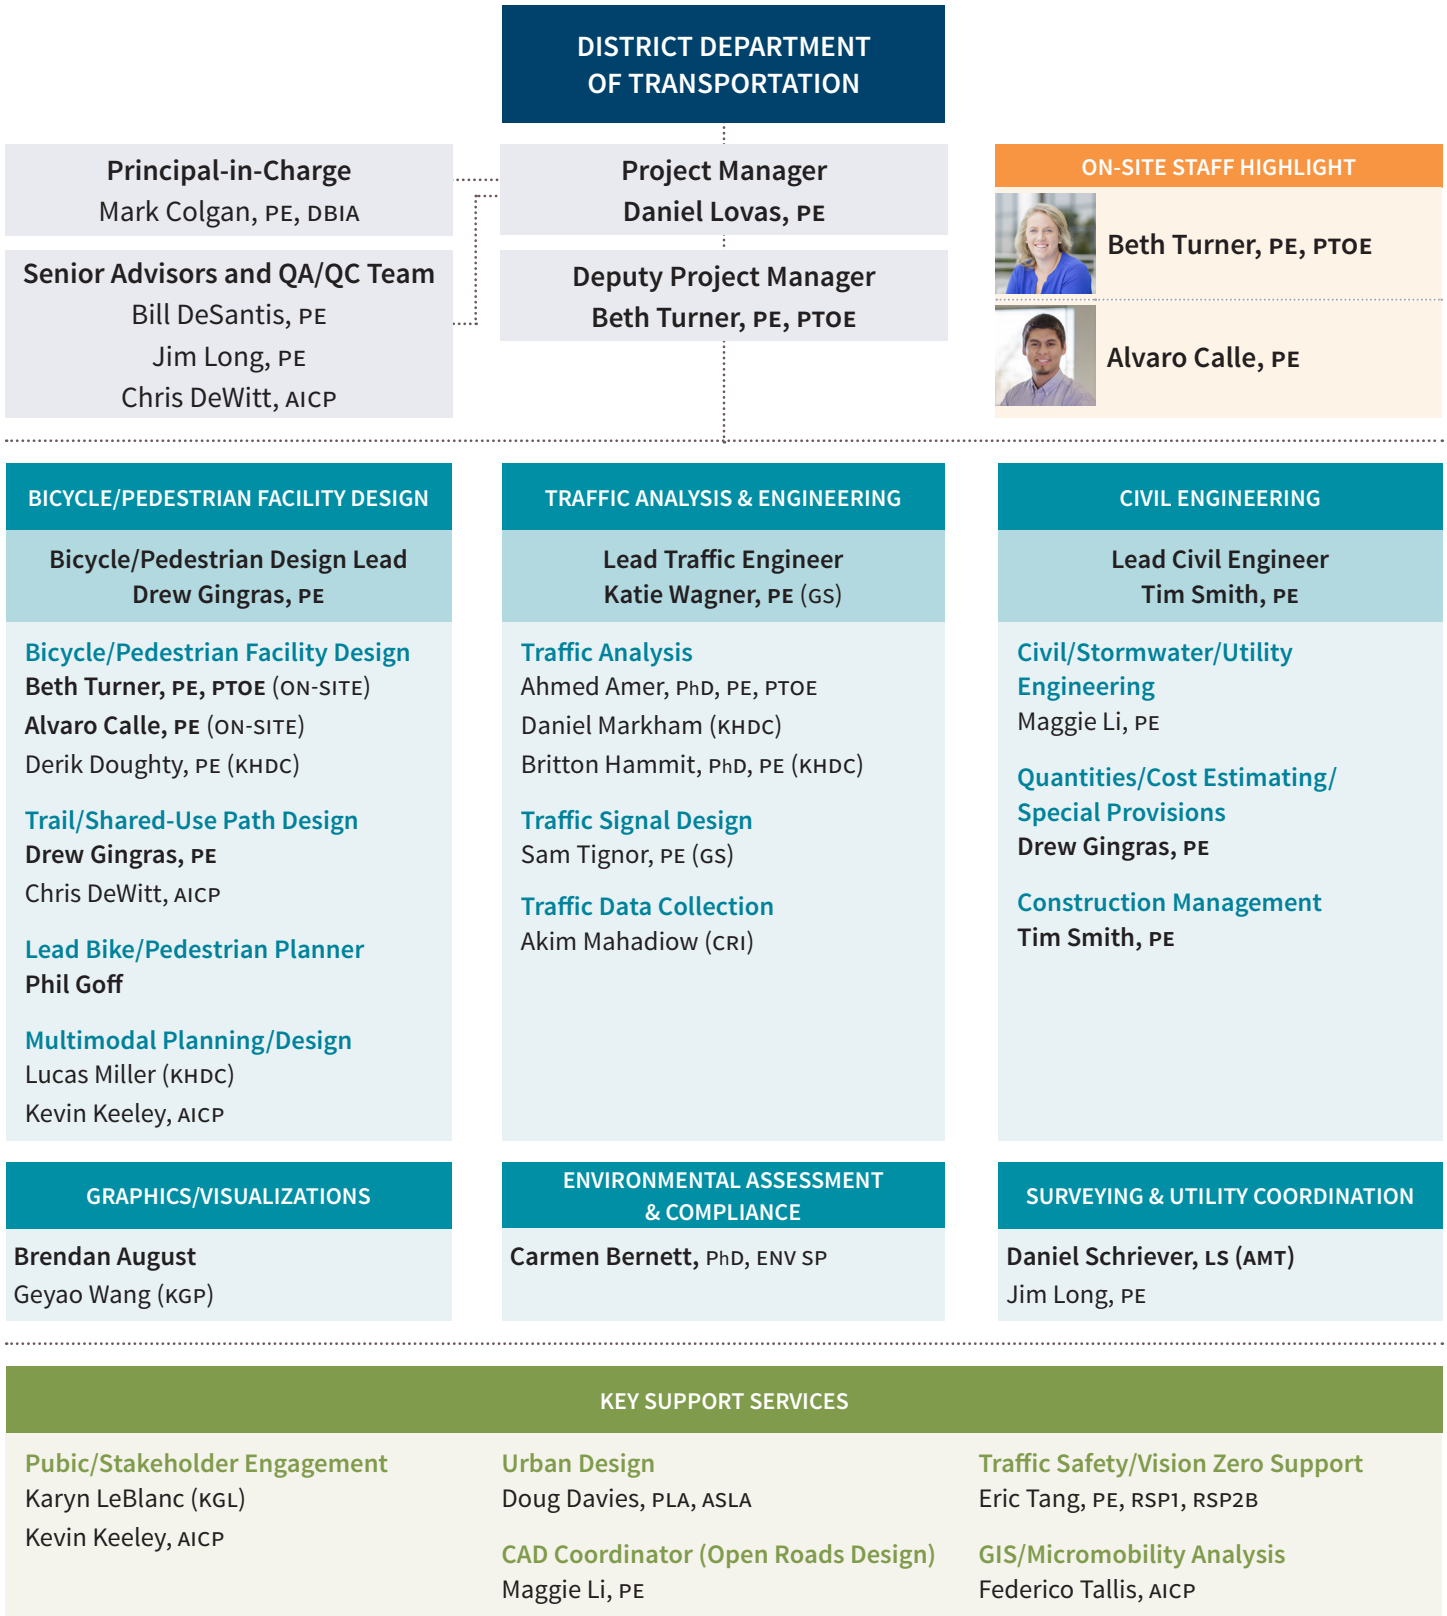 DISTRICT DEPARTMENT
OF TRANSPORTATION
Principal-in-Charge
Mark Colgan, PE, DBIA
Senior Advisors and QA/QC Team
Bill DeSantis, PE
Jim Long, PE
Chris DeWitt, AICP
Project Manager
Daniel Lovas, PE
Deputy Project Manager
Beth Turner, PE, PTOE
ON-SITE STAFF HIGHLIGHT
Beth Turner, PE, PTOE
Alvaro Calle, PE
BICYCLE/PEDESTRIAN FACILITY DESIGN
Bicycle/Pedestrian Design Lead
Drew Gingras, PE
Bicycle/Pedestrian Facility Design
Beth Turner, PE, PTOE (ON-SITE)
Alvaro Calle, PE (ON-SITE)
Derik Doughty, PE (KHDC)
Trail/Shared-Use Path Design
Drew Gingras, PE
Chris DeWitt, AICP
Lead Bike/Pedestrian Planner
Phil Goff
Multimodal Planning/Design
Lucas Miller (KHDC)
Kevin Keeley, AICP
TRAFFIC ANALYSIS & ENGINEERING
Lead Traffic Engineer
Katie Wagner, PE (GS)
Traffic Analysis
Ahmed Amer, PhD, PE, PTOE
Daniel Markham (KHDC)
Britton Hammit, PhD, PE (KHDC)
Traffic Signal Design
Sam Tignor, PE (GS)
Traffic Data Collection
Akim Mahadiow (CRI)
CIVIL ENGINEERING
Lead Civil Engineer
Tim Smith, PE
Civil/Stormwater/Utility
Engineering
Maggie Li, PE
Quantities/Cost Estimating/
Special Provisions
Drew Gingras, PE
Construction Management
Tim Smith, PE
GRAPHICS/VISUALIZATIONS
Brendan August
Geyao Wang (KGP)
ENVIRONMENTAL ASSESSMENT
& COMPLIANCE
Carmen Bernett, PhD, ENV SP
SURVEYING & UTILITY COORDINATION
Daniel Schriever, LS (AMT)
Jim Long, PE
KEY SUPPORT SERVICES
Pubic/Stakeholder Engagement
Karyn LeBlanc (KGL)
Kevin Keeley, AICP
Urban Design
Doug Davies, PLA, ASLA
CAD Coordinator (Open Roads Design)
Maggie Li, PE
Traffic Safety/Vision Zero Support
Eric Tang, PE, RSP1, RSP2B
GIS/Micromobility Analysis
Federico Tallis, AICP